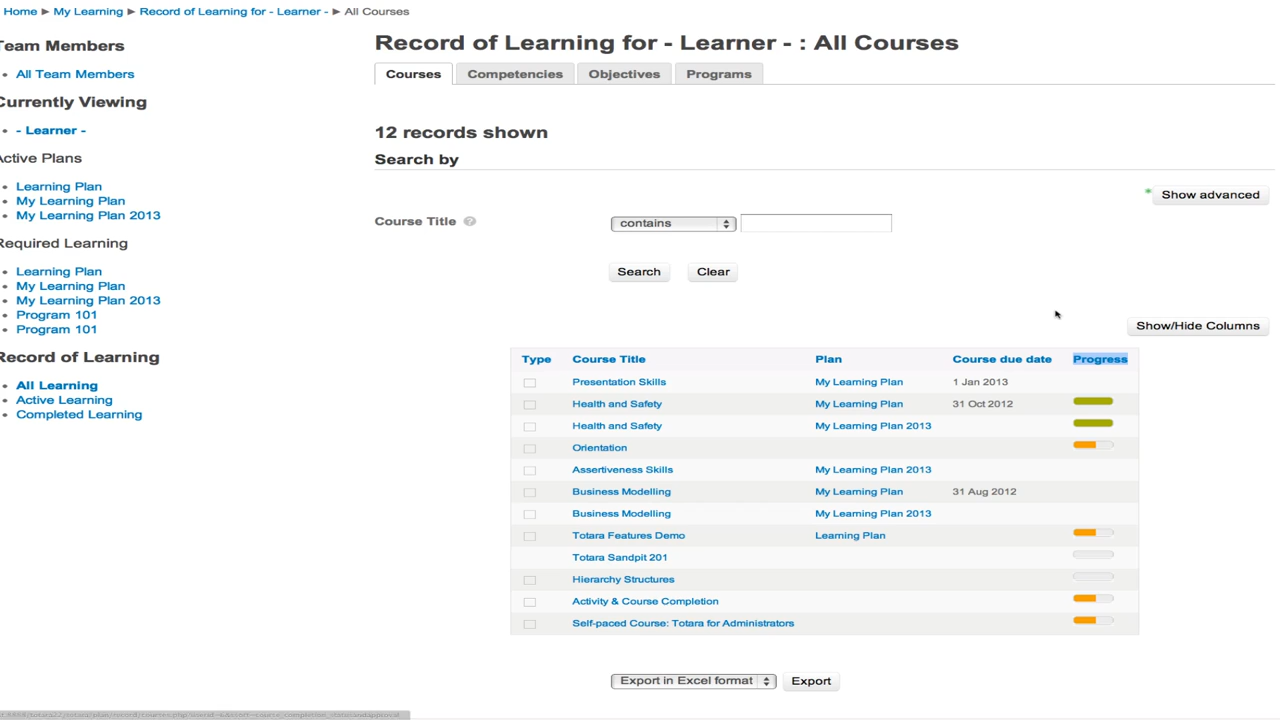 Home ► My Learning ► Record of Learning for - Learner - ► All Courses
Team Members
All Team Members
Currently Viewing
- Learner -
ctive Plans
Learning Plan
My Learning Plan
My Learning Plan 2013
Required Learning
Learning Plan
My Learning Plan
My Learning Plan 2013
Program 101
Program 101
Record of Learning
All Learning
Active Learning
Completed Learning
Record of Learning for - Learner - : All Courses
Courses Competencies Objectives Programs
12 records shown
Search by
* Show advanced
Course Title ? contains
Search Clear
Show/Hide Columns
Type Course Title Plan Course due date Progress
Presentation Skills My Learning Plan 1 Jan 2013
Health and Safety My Learning Plan 31 Oct 2012
Health and Safety My Learning Plan 2013
Orientation
Assertiveness Skills My Learning Plan 2013
Business Modelling My Learning Plan 31 Aug 2012
Business Modelling My Learning Plan 2013
Totara Features Demo Learning Plan
Totara Sandpit 201
Hierarchy Structures
Activity & Course Completion
Self-paced Course: Totara for Administrators
Export in Excel format Export